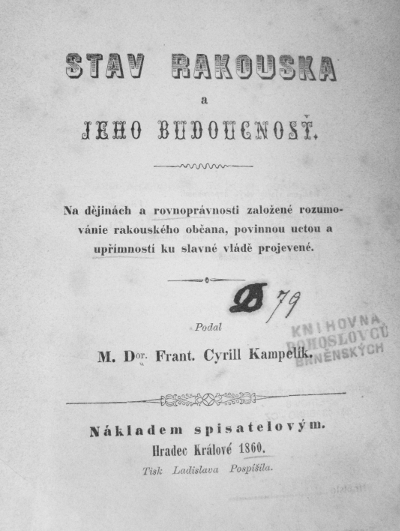 STAV RAKOUSKA
a
JEHO BUDOUCNOSŤ.
Na dějinách a rovnoprávnosti založené rozumo-
vánie rakouského občana, povinnou uctou a
upřímností ku slavné vládě projevené.
D 79
Podal
KNIHOVNA
BOHOSLOVCŮ
BRNĚNSKÝCH
M. Dor. Frant. Cyrill Kampelík.
Nákladem spisatelovým.
Hradec Králové 1860.
Tisk Ladislava Pospíšila.